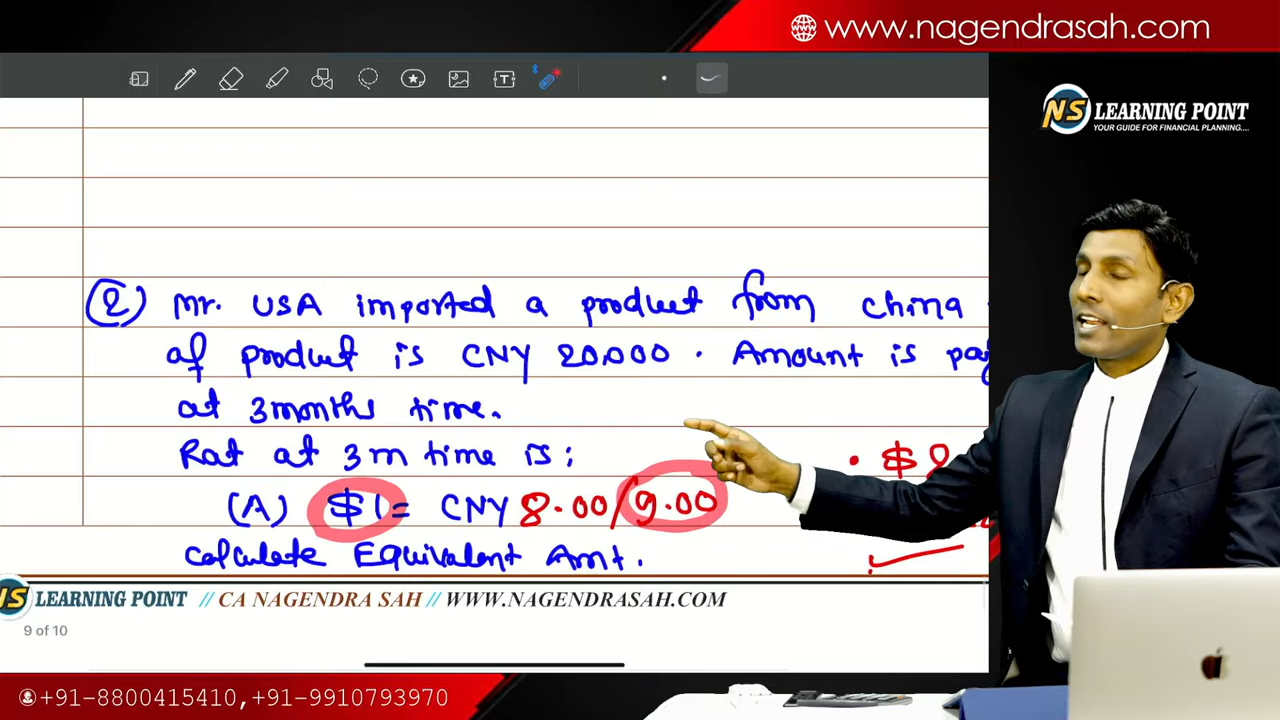 www.nagendrasah.com
NS LEARNING POINT
YOUR GUIDE FOR FINANCIAL PLANNING....
T
(2) Mr. USA imported a product from china
of product is CNY 20,000. Amount is
at 3months time.
Rat at 3m time is:
$
(A) $1 = CNY 8.00/9.00
Calculate Equivalent Amt.
NS LEARNING POINT // CA NAGENDRA SAH // WWW.NAGENDRASAH.COM
9 of 10
+91-8800415410,+91-9910793970